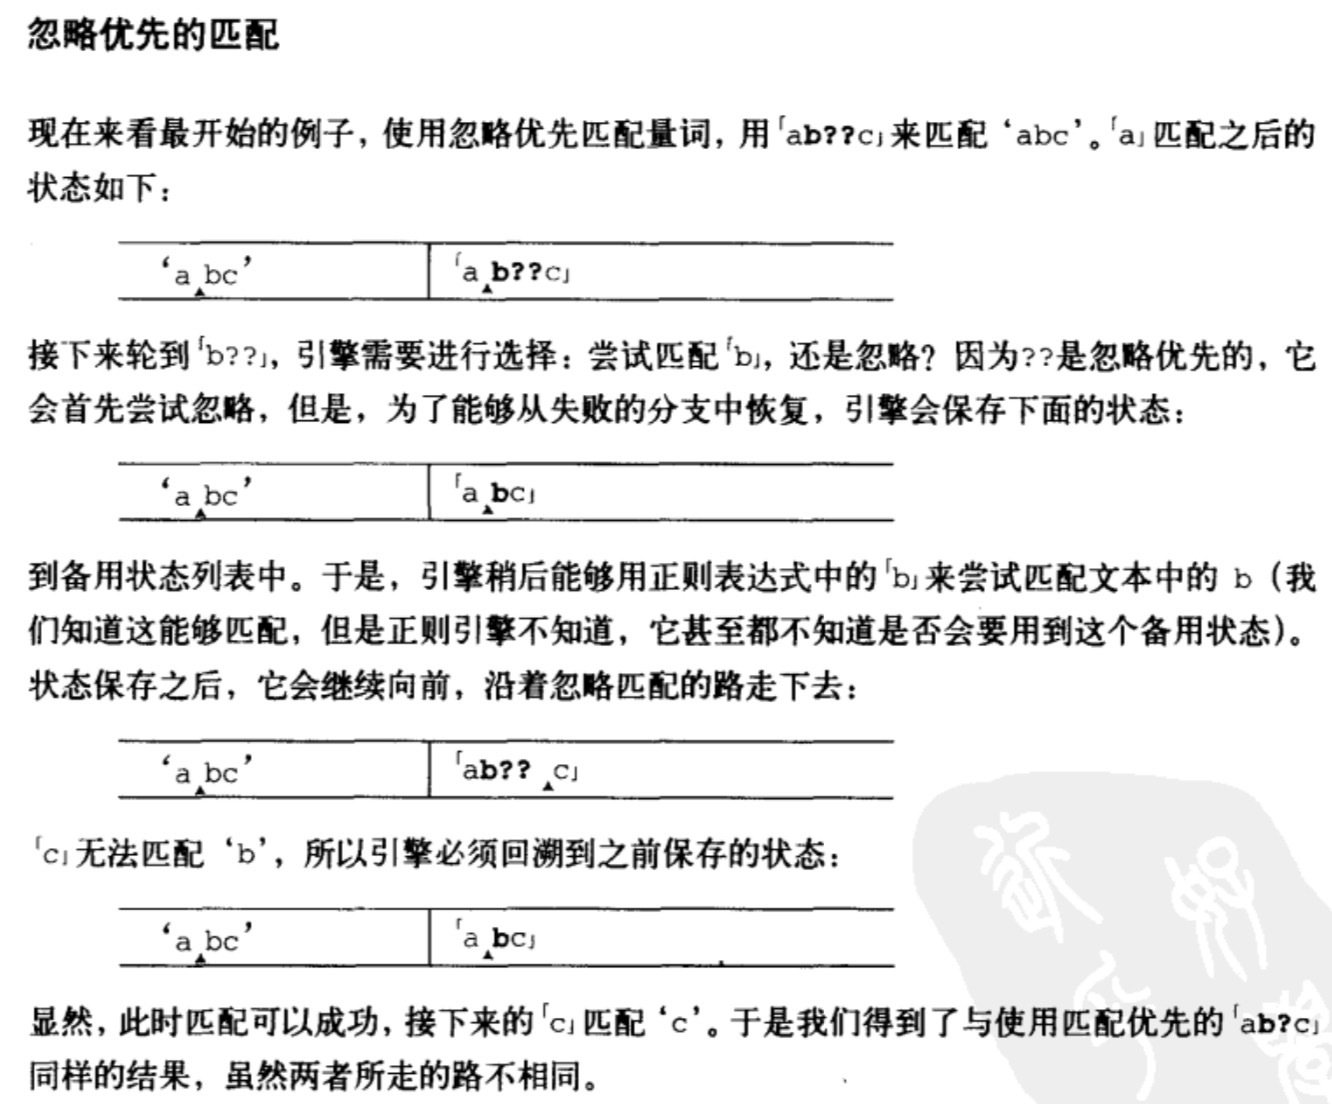 忽略优先的匹配
现在来看最开始的例子，使用忽略优先匹配量词，用「ab??c」来匹配‘abc’。「a」匹配之后的
状态如下：
‘a▲bc’ 「a▲b??c」
接下来轮到「b??」，引擎需要进行选择：尝试匹配「b」，还是忽略？因为??是忽略优先的，它
会首先尝试忽略，但是，为了能够从失败的分支中恢复，引擎会保存下面的状态：
‘a▲bc’ 「a▲bc」
到备用状态列表中。于是，引擎稍后能够用正则表达式中的「b」来尝试匹配文本中的 b（我
们知道这能够匹配，但是正则引擎不知道，它甚至都不知道是否会要用到这个备用状态）。
状态保存之后，它会继续向前，沿着忽略匹配的路走下去：
‘a▲bc’ 「ab??▲c」
「c」无法匹配‘b’，所以引擎必须回溯到之前保存的状态：
‘a▲bc’ 「a▲bc」
显然，此时匹配可以成功，接下来的「c」匹配‘c’。于是我们得到了与使用匹配优先的「ab?c」
同样的结果，虽然两者所走的路不相同。